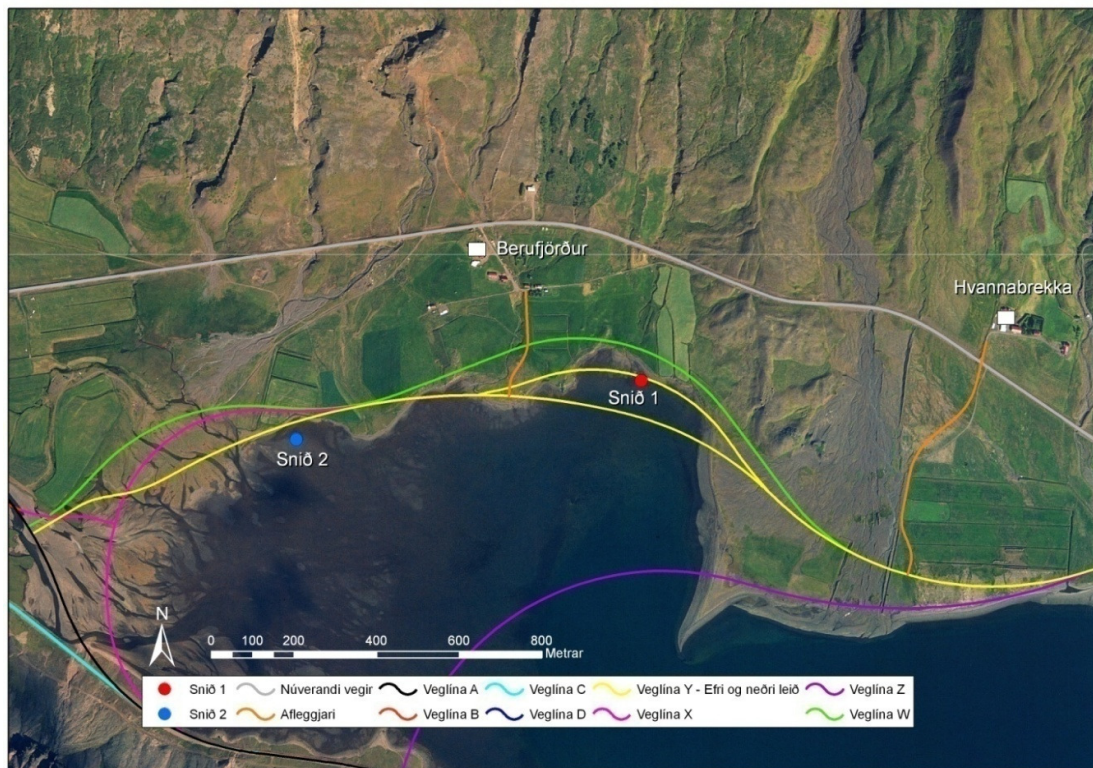 Berufjörður
Hvannabrekka
Snið 1
Snið 2
N
0 100 200 400 600 800
Metrar
Snið 1 Núverandi vegir Veglína A Veglína C Veglína Y - Efri og neðri leið Veglína Z
Snið 2 Afleggjari Veglína B Veglína D Veglína X Veglína W